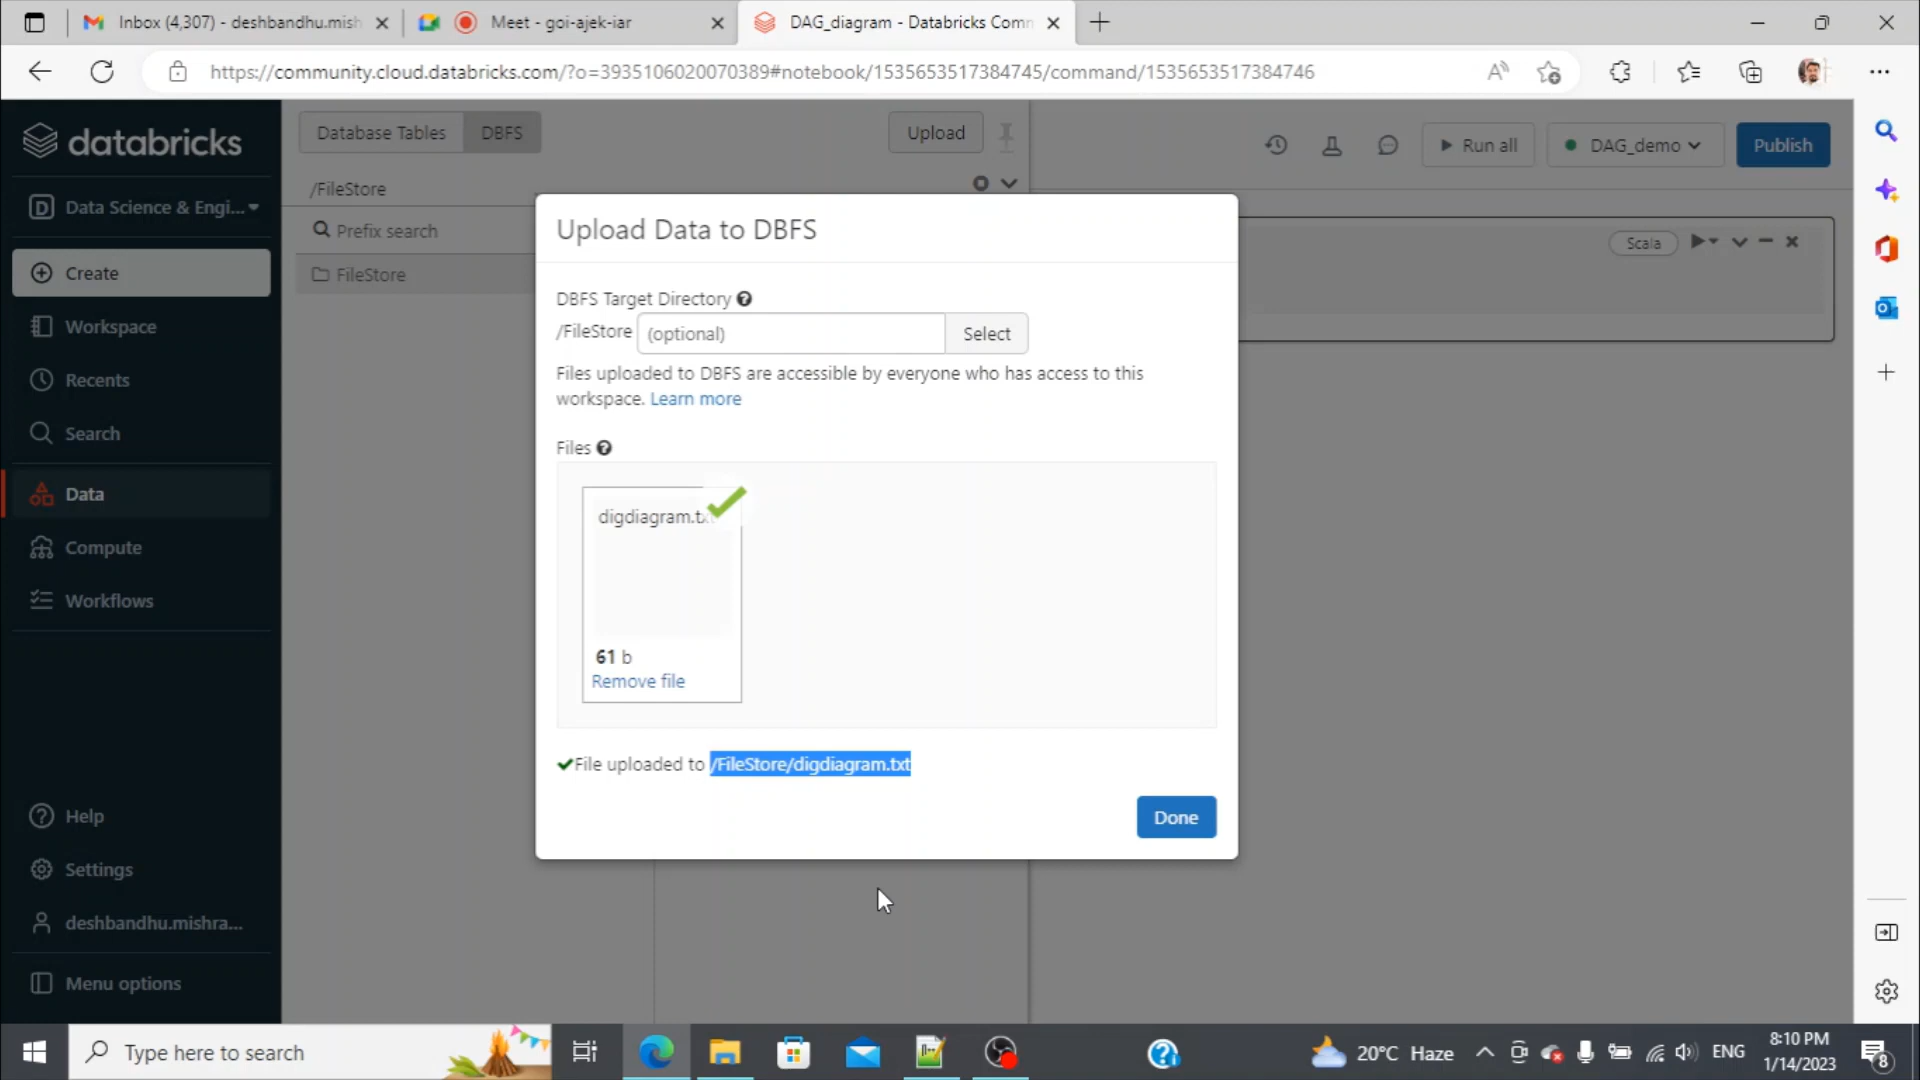 Inbox (4,307) - deshbandhu.mish
Meet - goi-ajek-iar
DAG_diagram - Databricks Com
https://community.cloud.databricks.com/?o=3935106020070389#notebook/1535653517384745/command/1535653517384746
databricks
Database Tables
DBFS
Upload
Run all
DAG_demo
Publish
D
Data Science & Engi...
/FileStore
Prefix search
Upload Data to DBFS
Scala
Create
FileStore
DBFS Target Directory
/FileStore
(optional)
Select
Workspace
Files uploaded to DBFS are accessible by everyone who has access to this
workspace. Learn more
Recents
Search
Files
Data
digdiagram.txt
Compute
Workflows
61 b
Remove file
File uploaded to /FileStore/digdiagram.txt
Done
Help
Settings
deshbandhu.mishra...
Menu options
Type here to search
20°C Haze
ENG
8:10 PM
1/14/2023
8